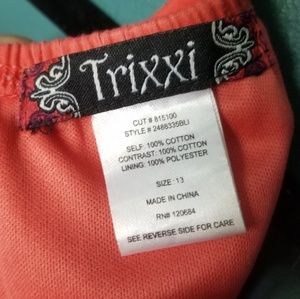 Trixxi
CUT # 815100
STYLE # 2488335BLI
SELF: 100% COTTON
CONTRAST: 100% COTTON
LINING: 100% POLYESTER
SIZE: 13
MADE IN CHINA
RN# 120684
SEE REVERSE SIDE FOR CARE